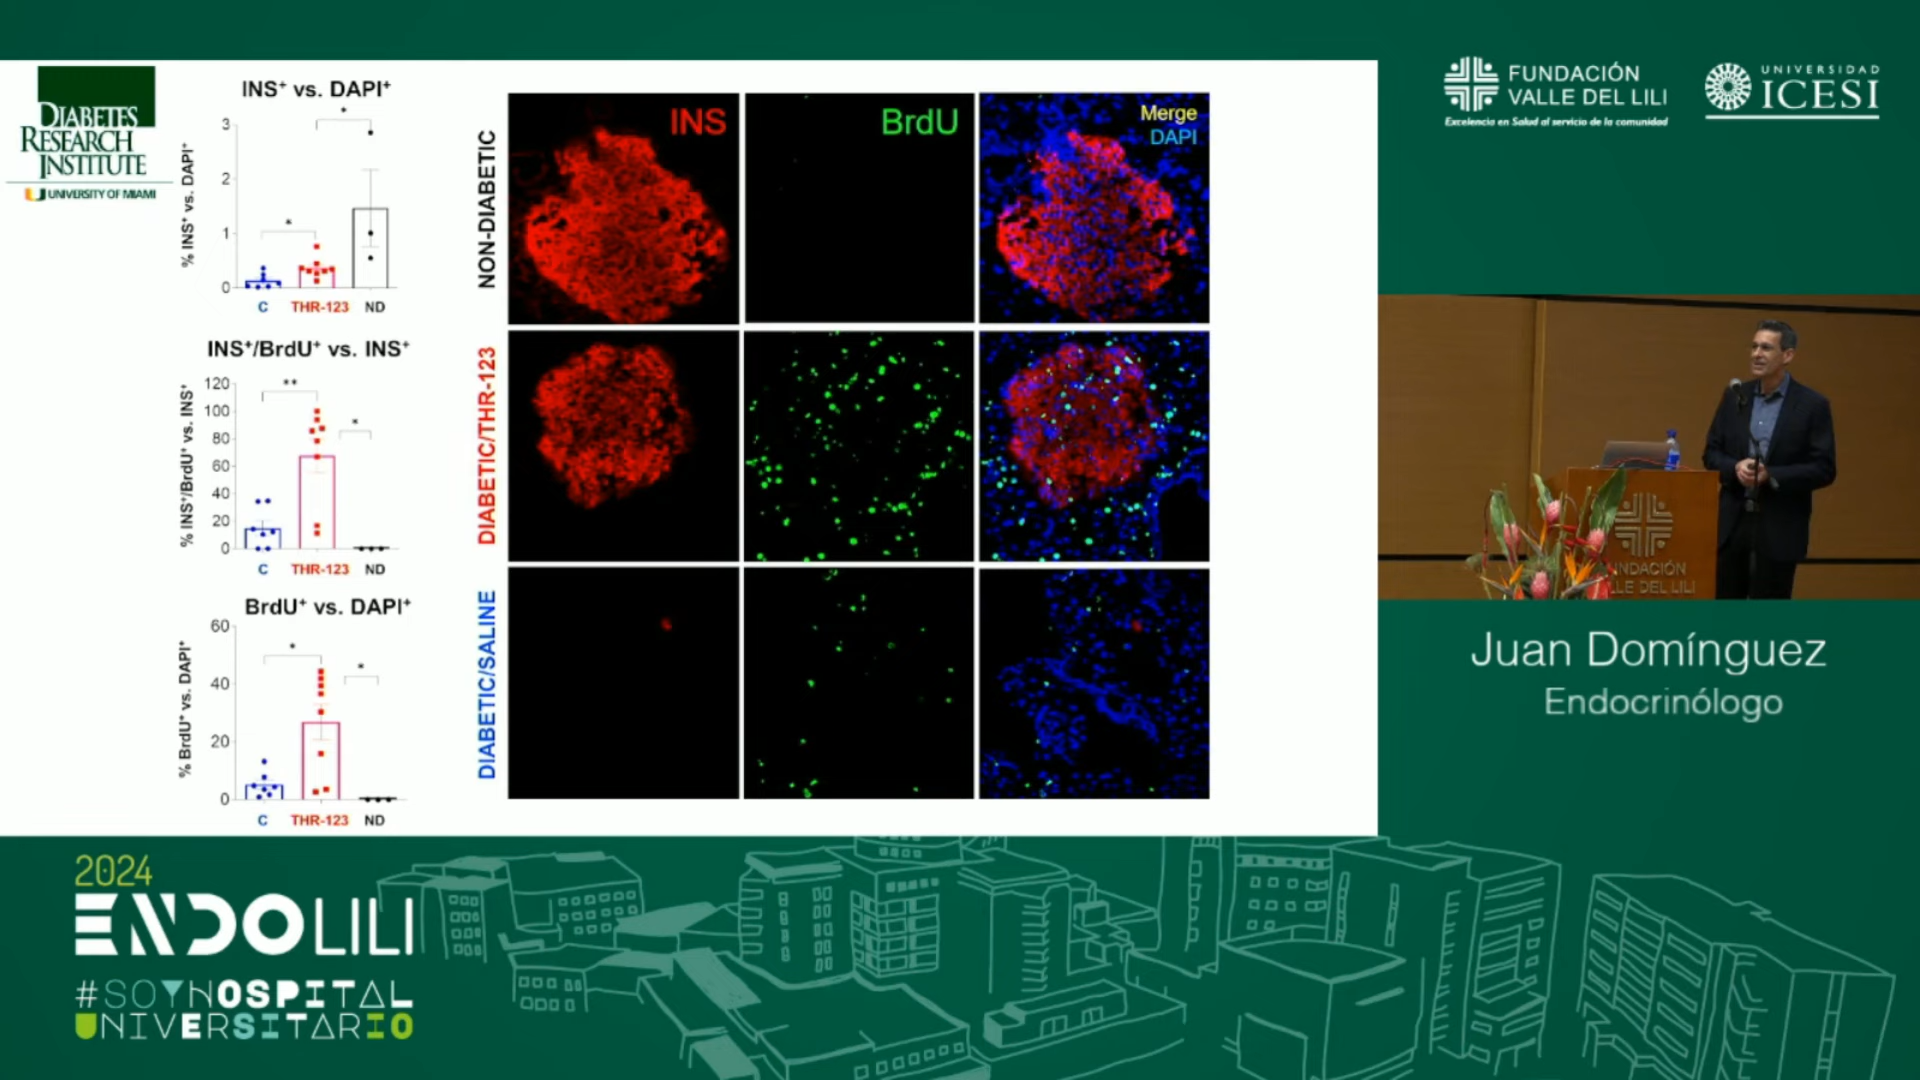 DIABETES
RESEARCH
INSTITUTE
UNIVERSITY OF MIAMI
INS⁺ vs. DAPI⁺
% INS⁺ vs. DAPI⁺
3
2
1
0
*
*
C THR-123 ND
INS⁺/BrdU⁺ vs. INS⁺
% INS⁺/BrdU⁺ vs. INS⁺
120
100
80
60
40
20
0
**
*
C THR-123 ND
BrdU⁺ vs. DAPI⁺
% BrdU⁺ vs. DAPI⁺
60
40
20
0
*
*
C THR-123 ND
NON-DIABETIC
DIABETIC/THR-123
DIABETIC/SALINE
INS
BrdU
Merge
DAPI
FUNDACIÓN
VALLE DEL LILI
Excelencia en Salud al servicio de la comunidad
UNIVERSIDAD
ICESI
UNDACIÓN
LLE DEL LILI
Juan Domínguez
Endocrinólogo
2024
ENDOLILI
#SOYHOSPITAL
UNIVERSITARIO